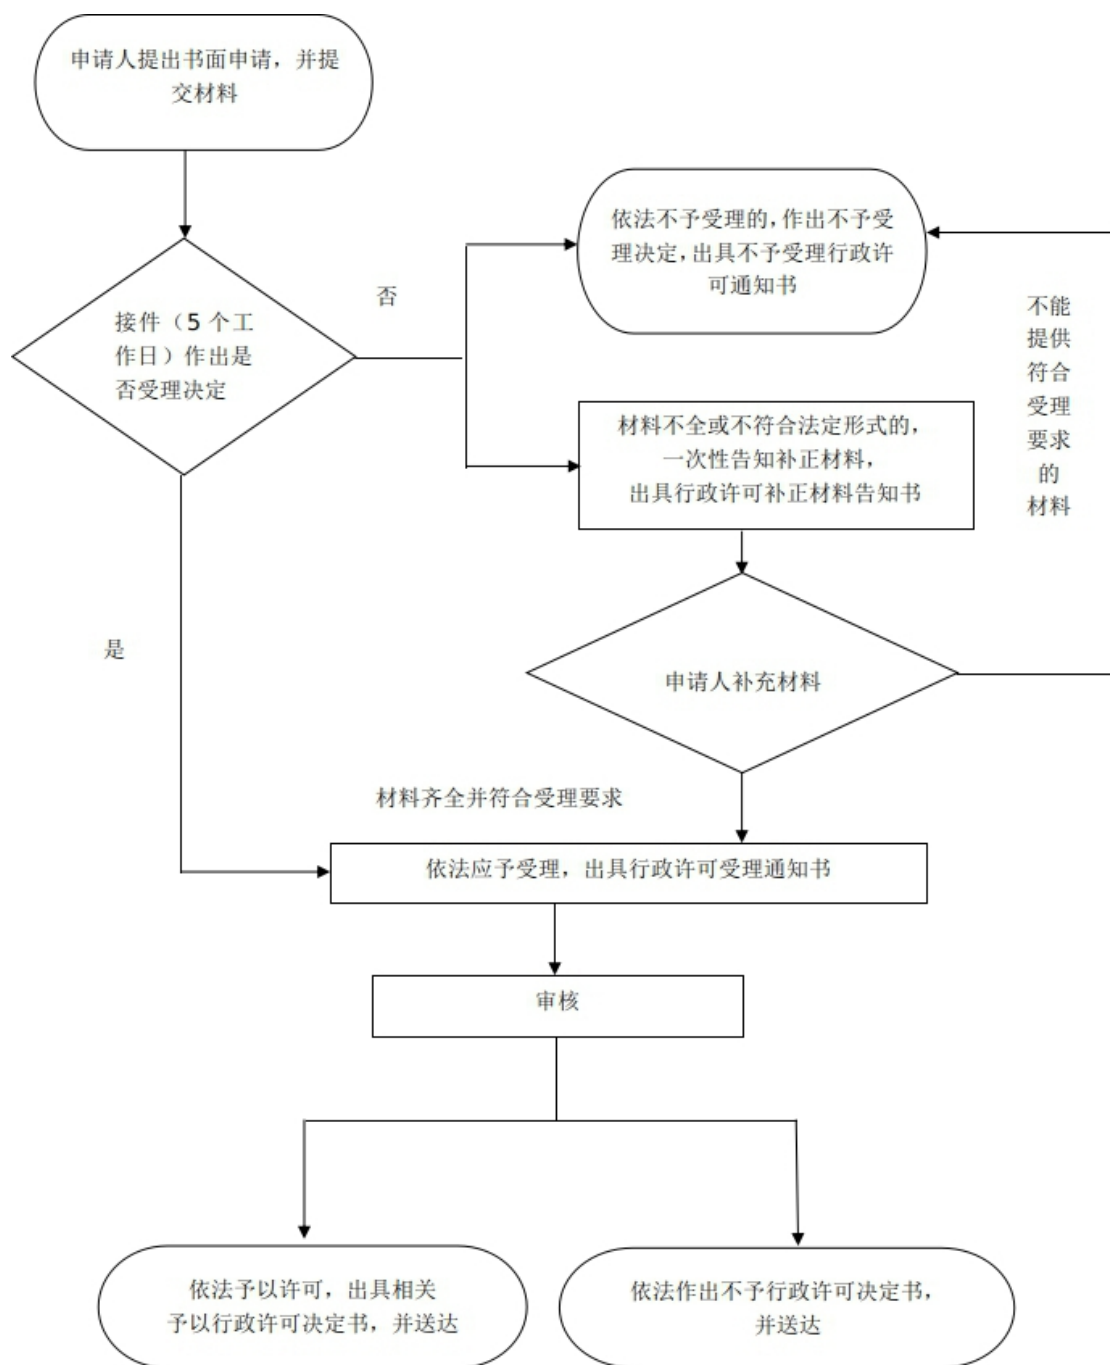 申请人提出书面申请，并提
交材料
依法不予受理的，作出不予受
理决定，出具不予受理行政许
可通知书
否
接件（5 个工
作日）作出是
否受理决定
不能
提供
符合
受理
要求
的
材料
材料不全或不符合法定形式的，
一次性告知补正材料，
出具行政许可补正材料告知书
是
申请人补充材料
材料齐全并符合受理要求
依法应予受理，出具行政许可受理通知书
审核
依法予以许可，出具相关
予以行政许可决定书，并送达
依法作出不予行政许可决定书，
并送达